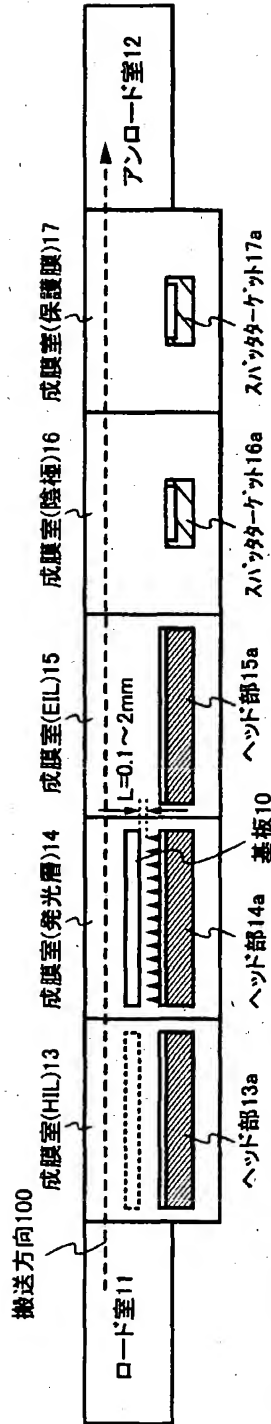 搬送方向100
ロード室11
成膜室(HIL)13
成膜室(発光層)14
成膜室(EIL)15
成膜室(陰極)16
成膜室(保護膜)17
アンロード室12
L=0.1~2mm
ヘッド部13a
ヘッド部14a
基板10
ヘッド部15a
スパッタターゲット16a
スパッタターゲット17a